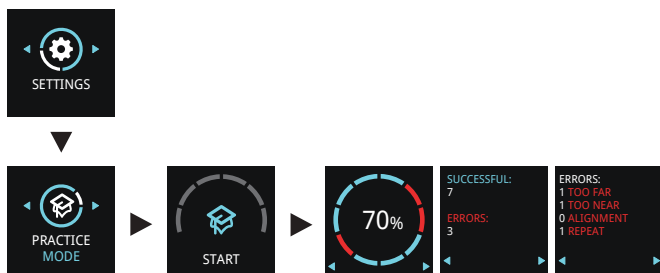 SETTINGS
PRACTICE
MODE
START
70%
SUCCESSFUL:
7
ERRORS:
3
ERRORS:
1 TOO FAR
1 TOO NEAR
0 ALIGNMENT
1 REPEAT